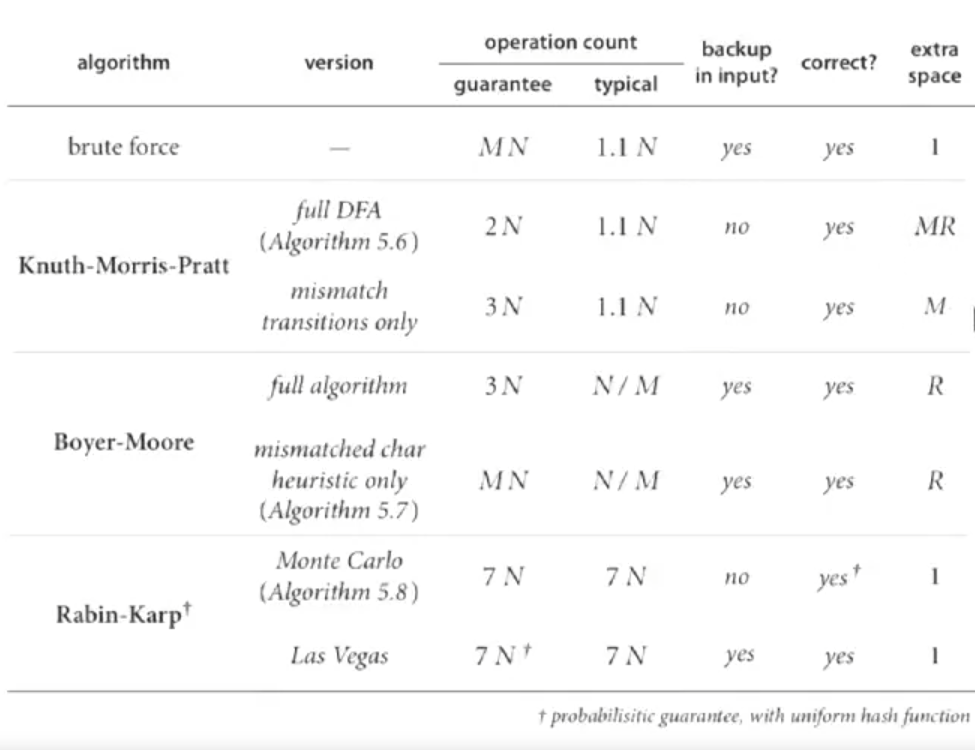 algorithm version operation count backup in input? correct? extra space
guarantee typical
brute force — M N 1.1 N yes yes 1
Knuth-Morris-Pratt
full DFA
(Algorithm 5.6) 2 N 1.1 N no yes MR
mismatch
transitions only 3 N 1.1 N no yes M
Boyer-Moore
full algorithm 3 N N / M yes yes R
mismatched char
heuristic only
(Algorithm 5.7) M N N / M yes yes R
Rabin-Karp†
Monte Carlo
(Algorithm 5.8) 7 N 7 N no yes † 1
Las Vegas 7 N † 7 N yes yes 1
† probabilisitic guarantee, with uniform hash function